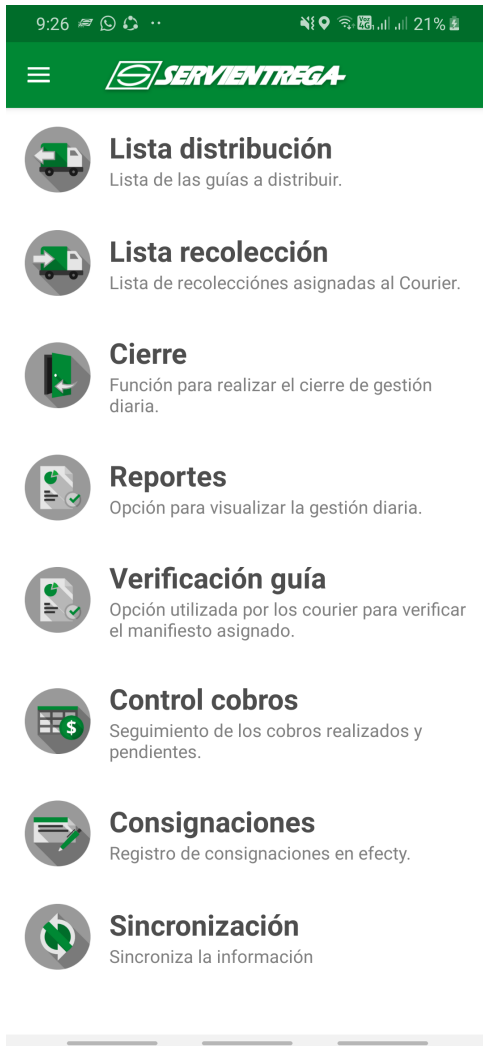 9:26 21%
SERVIENTREGA
Lista distribución
Lista de las guías a distribuir.
Lista recolección
Lista de recolecciónes asignadas al Courier.
Cierre
Función para realizar el cierre de gestión
diaria.
Reportes
Opción para visualizar la gestión diaria.
Verificación guía
Opción utilizada por los courier para verificar
el manifiesto asignado.
Control cobros
$
Seguimiento de los cobros realizados y
pendientes.
Consignaciones
Registro de consignaciones en efecty.
Sincronización
Sincroniza la información